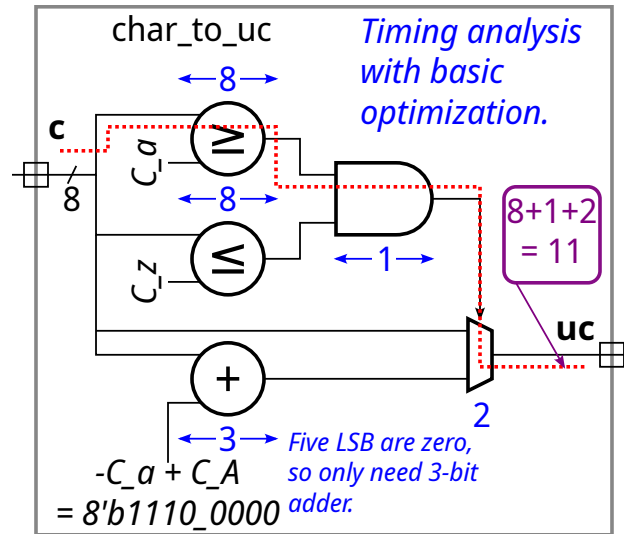 char_to_uc
Timing analysis
with basic
optimization.
8
c
≥
C_a
8
8
8+1+2
= 11
≤
C_z
1
uc
+
2
3
Five LSB are zero,
so only need 3-bit
adder.
-C_a + C_A
= 8'b1110_0000